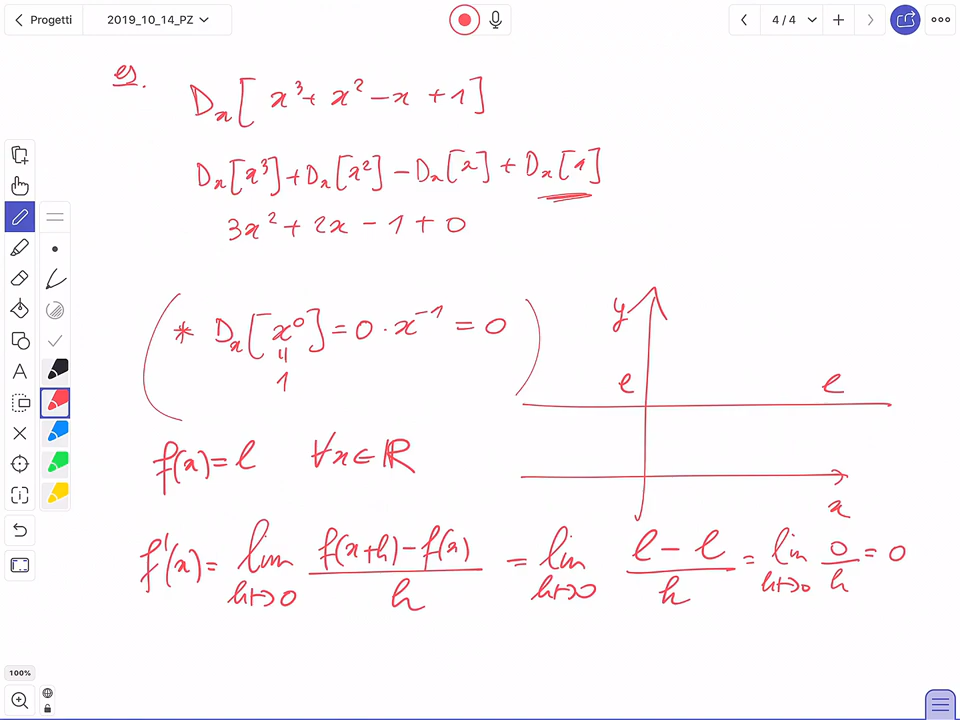 Progetti 2019_10_14_PZ 4 / 4
es.
Dx[ x³ + x² - x + 1 ]
Dx[x³] + Dx[x²] - Dx[x] + Dx[1]
3x² + 2x - 1 + 0
( * Dx[x⁰] = 0 · x⁻¹ = 0 )
"
1
y
l l
x
f(x) = l ∀x ∈ ℝ
f'(x) = lim h→0 (f(x+h) - f(x))/h = lim h→0 (l - l)/h = lim h→0 0/h = 0
A
100%